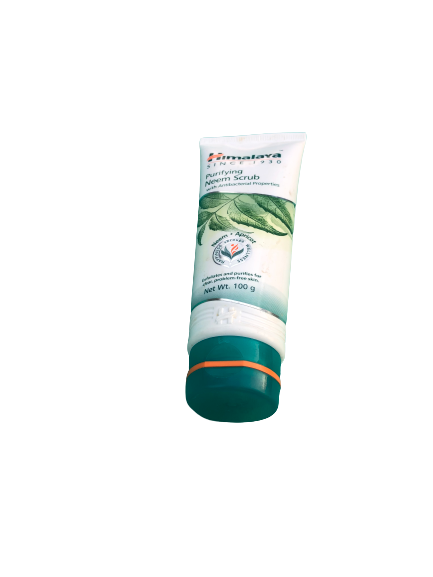 Himalaya
SINCE 1930
Purifying
Neem Scrub
with Antibacterial Properties
Neem • Apricot
Exfoliates and purifies for
clear, problem-free skin
Net Wt. 100 g